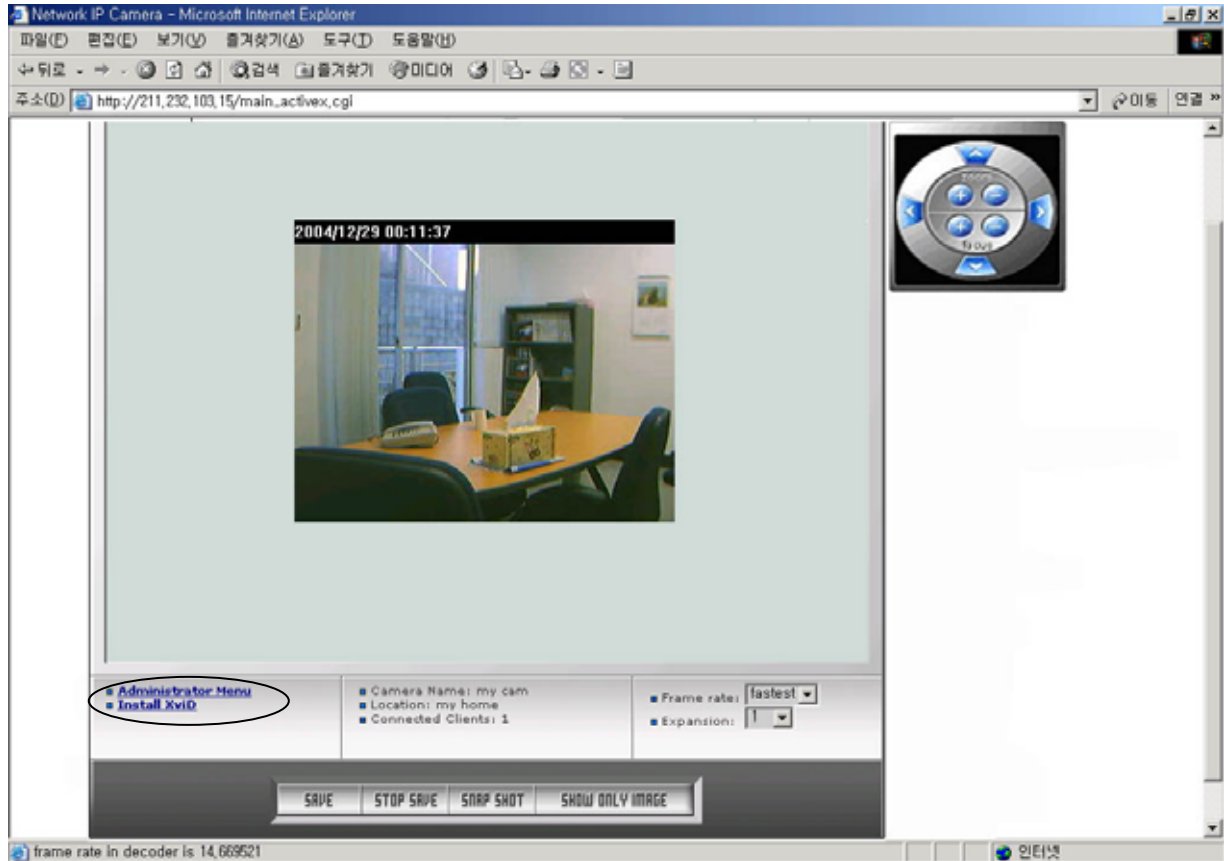 Network IP Camera - Microsoft Internet Explorer
파일(F) 편집(E) 보기(V) 즐겨찾기(A) 도구(T) 도움말(H)
뒤로 검색 즐겨찾기 미디어
주소(D) http://211,232,103,15/main_activex,cgi 이동 연결 »
zoom
focus
2004/12/29 00:11:37
Administrator Menu
Install XviD
Camera Name: my cam
Location: my home
Connected Clients: 1
Frame rate: fastest
Expansion: 1
SAVE STOP SAVE SNAP SHOT SHOW ONLY IMAGE
frame rate in decoder is 14,669521 인터넷